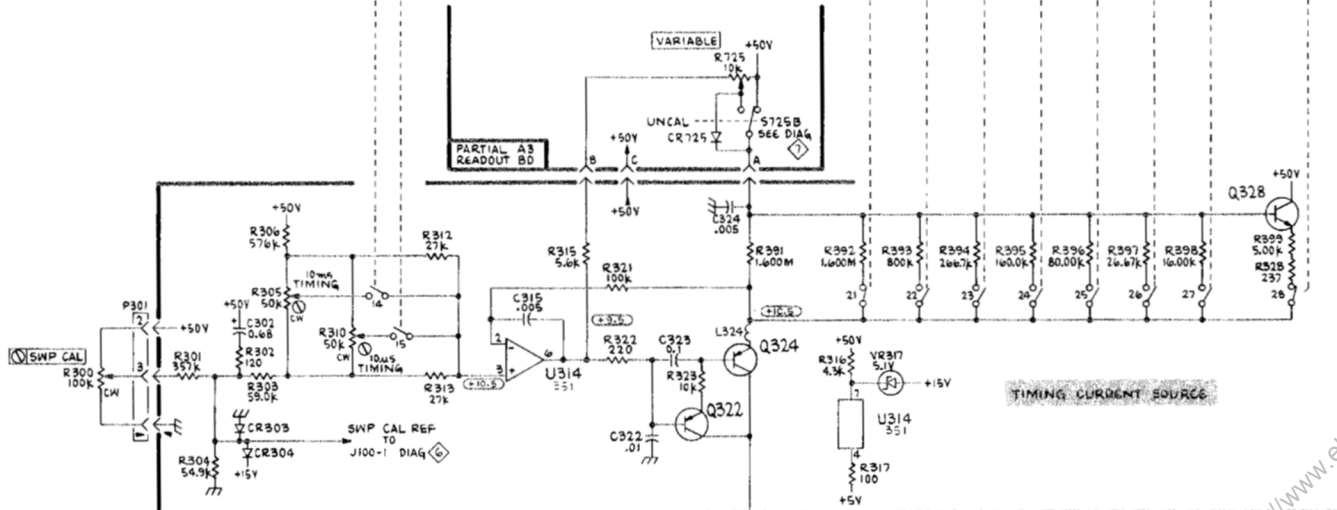 VARIABLE
+50V
R725
10K
UNCAL
S725B
SEE DIAG
7
CR725
PARTIAL A3
READOUT BD
+50V
B
C
A
+50V
C324
.005
Q328
+50V
+50V
R306
576K
R312
27K
R315
5.6K
R321
100K
R391
1.600M
R392
1.600M
R393
800K
R394
266.7K
R395
160.0K
R396
80.00K
R397
26.67K
R398
16.00K
R399
5.00K
R328
237
10ms
TIMING
R305
50K
CW
14
21
22
23
24
25
26
27
28
P301
2
+50V
+50V
C302
0.68
R310
50K
CW
15
10µs
TIMING
C315
.005
+9.5
+10.5
L324
SWP CAL
R300
100K
CW
3
R301
357K
R302
120
R303
59.0K
R313
27K
+10.5
2
3
6
U314
351
R322
220
C323
0.1
R323
10K
Q324
Q322
+50V
R316
4.3K
VR317
5.1V
+15V
7
U314
351
4
R317
100
+5V
TIMING CURRENT SOURCE
CR303
CR304
+15V
SWP CAL REF
TO
J100-1 DIAG 6
R304
54.9K
C322
.01